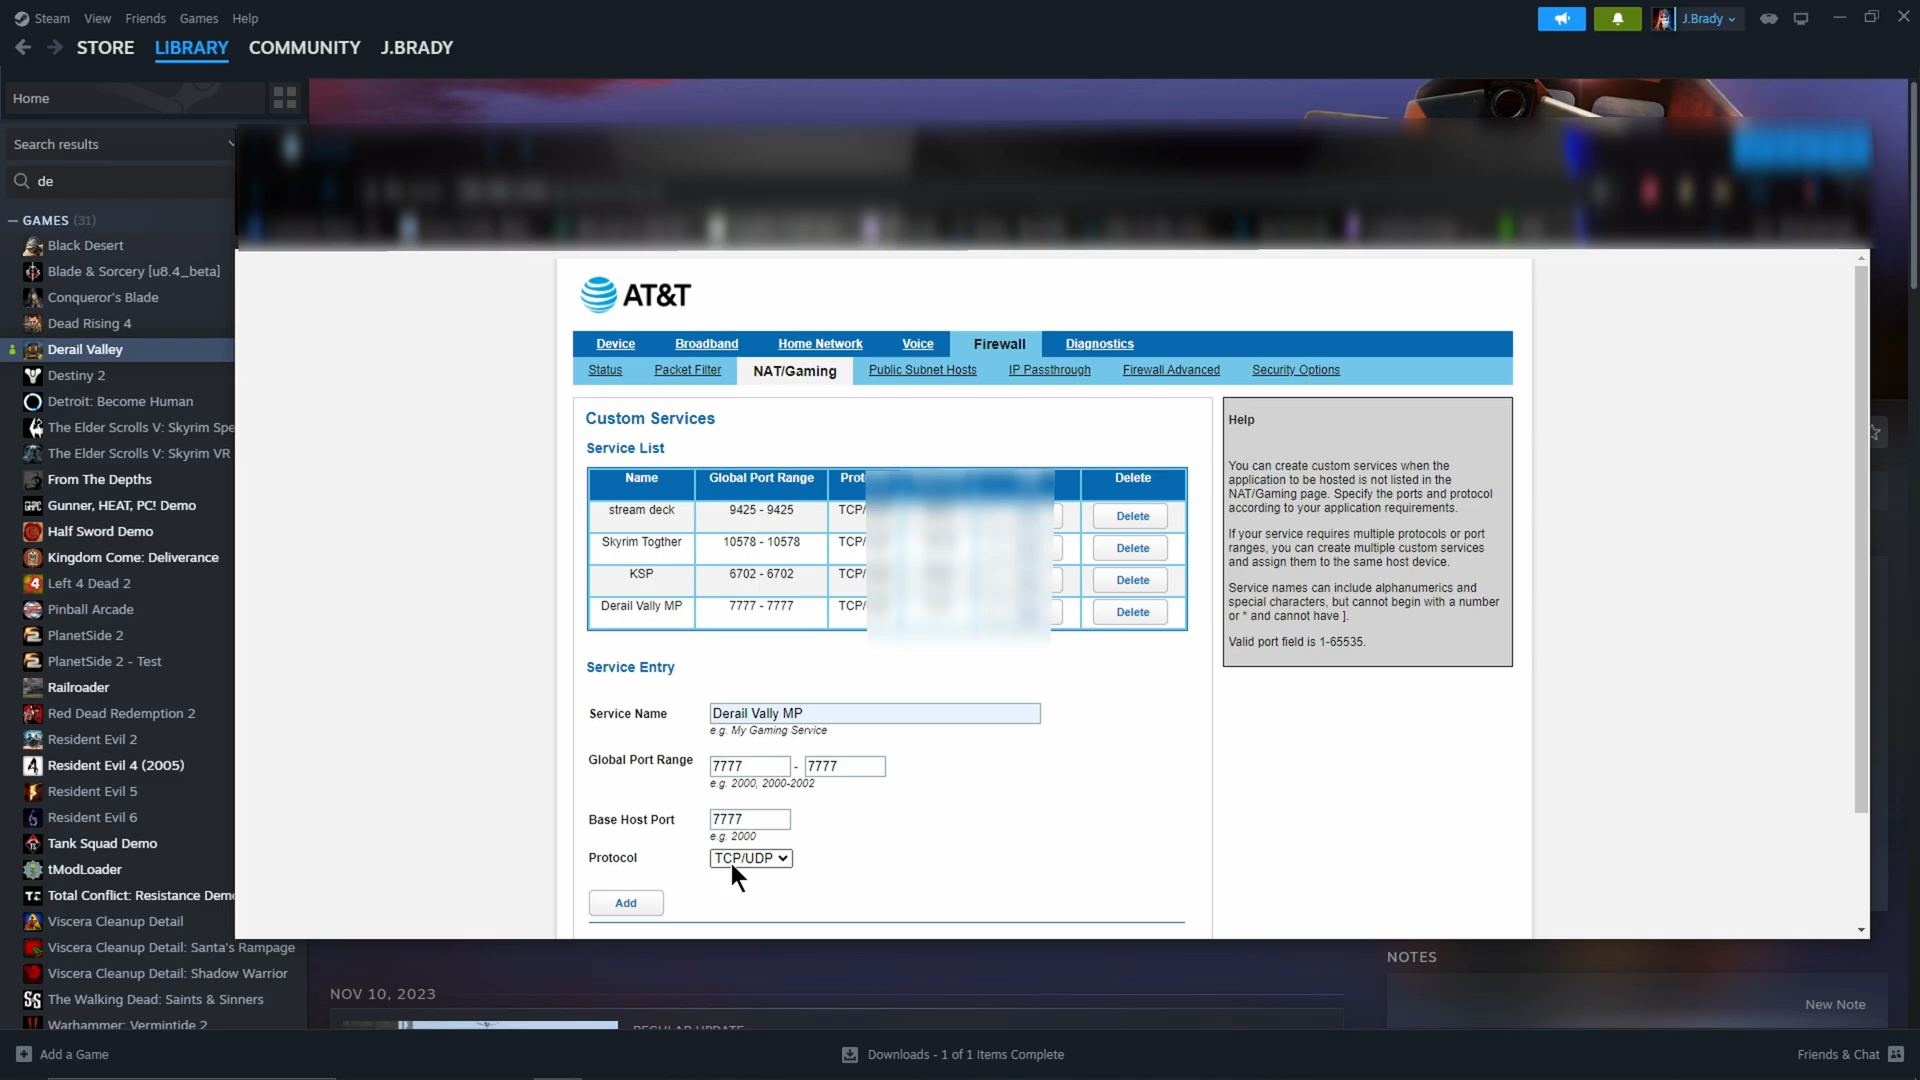 Steam View Friends Games Help
J.Brady
STORE LIBRARY COMMUNITY J.BRADY
Home
Search results
de
GAMES (31)
Black Desert
Blade & Sorcery [u8.4_beta]
Conqueror's Blade
Dead Rising 4
Derail Valley
Destiny 2
Detroit: Become Human
The Elder Scrolls V: Skyrim Spe
The Elder Scrolls V: Skyrim VR
From The Depths
Gunner, HEAT, PC! Demo
Half Sword Demo
Kingdom Come: Deliverance
Left 4 Dead 2
Pinball Arcade
PlanetSide 2
PlanetSide 2 - Test
Railroader
Red Dead Redemption 2
Resident Evil 2
Resident Evil 4 (2005)
Resident Evil 5
Resident Evil 6
Tank Squad Demo
tModLoader
Total Conflict: Resistance Demo
Viscera Cleanup Detail
Viscera Cleanup Detail: Santa's Rampage
Viscera Cleanup Detail: Shadow Warrior
The Walking Dead: Saints & Sinners
Warhammer: Vermintide 2
AT&T
Device Broadband Home Network Voice Firewall Diagnostics
Status Packet Filter NAT/Gaming Public Subnet Hosts IP Passthrough Firewall Advanced Security Options
Custom Services
Service List
Name Global Port Range Prot Delete
stream deck 9425 - 9425 TCP/ Delete
Skyrim Togther 10578 - 10578 TCP/ Delete
KSP 6702 - 6702 TCP/ Delete
Derail Vally MP 7777 - 7777 TCP/ Delete
Service Entry
Service Name Derail Vally MP
e.g. My Gaming Service
Global Port Range 7777 - 7777
e.g. 2000, 2000-2002
Base Host Port 7777
e.g. 2000
Protocol TCP/UDP
Add
Help
You can create custom services when the
application to be hosted is not listed in the
NAT/Gaming page. Specify the ports and protocol
according to your application requirements.
If your service requires multiple protocols or port
ranges, you can create multiple custom services
and assign them to the same host device.
Service names can include alphanumerics and
special characters, but cannot begin with a number
or * and cannot have ].
Valid port field is 1-65535.
NOTES
NOV 10, 2023
New Note
REGULAR UPDATE
Add a Game
Downloads - 1 of 1 Items Complete
Friends & Chat